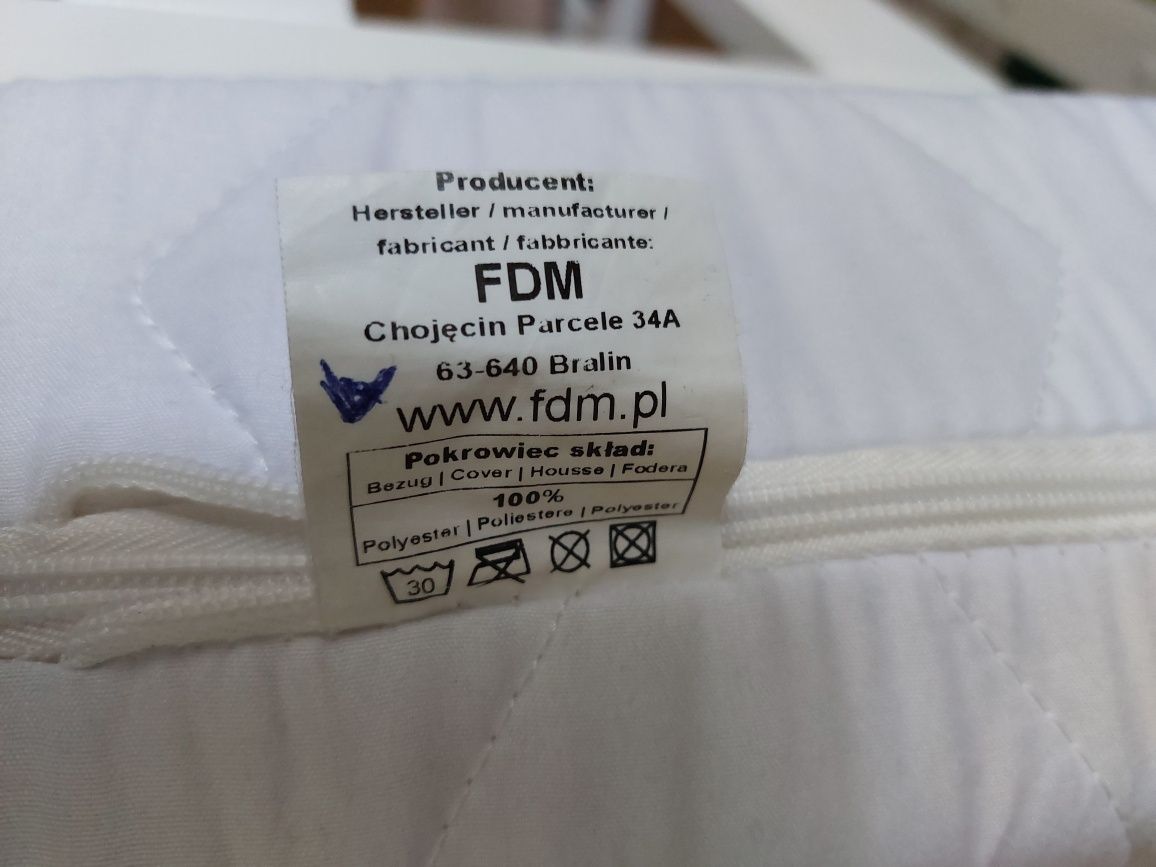 Producent:
Hersteller / manufacturer /
fabricant / fabbricante:
FDM
Chojęcin Parcele 34A
63-640 Bralin
www.fdm.pl
Pokrowiec skład:
Bezug | Cover | Housse | Fodera
100%
Polyester | Poliestere | Polyester
30